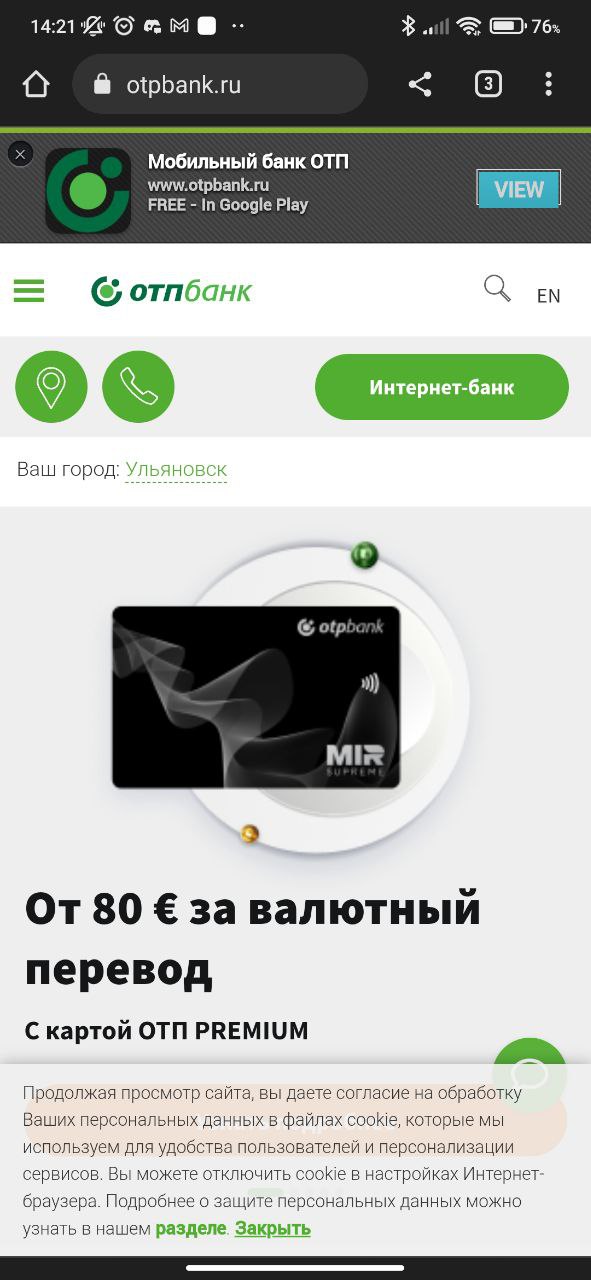 14:21
76%
otpbank.ru
3
Мобильный банк ОТП
www.otpbank.ru
FREE - In Google Play
VIEW
отпбанк
EN
Интернет-банк
Ваш город: Ульяновск
otpbank
MIR
SUPREME
От 80 € за валютный
перевод
С картой ОТП PREMIUM
Продолжая просмотр сайта, вы даете согласие на обработку
Ваших персональных данных в файлах cookie, которые мы
используем для удобства пользователей и персонализации
сервисов. Вы можете отключить cookie в настройках Интернет-
браузера. Подробнее о защите персональных данных можно
узнать в нашем разделе. Закрыть